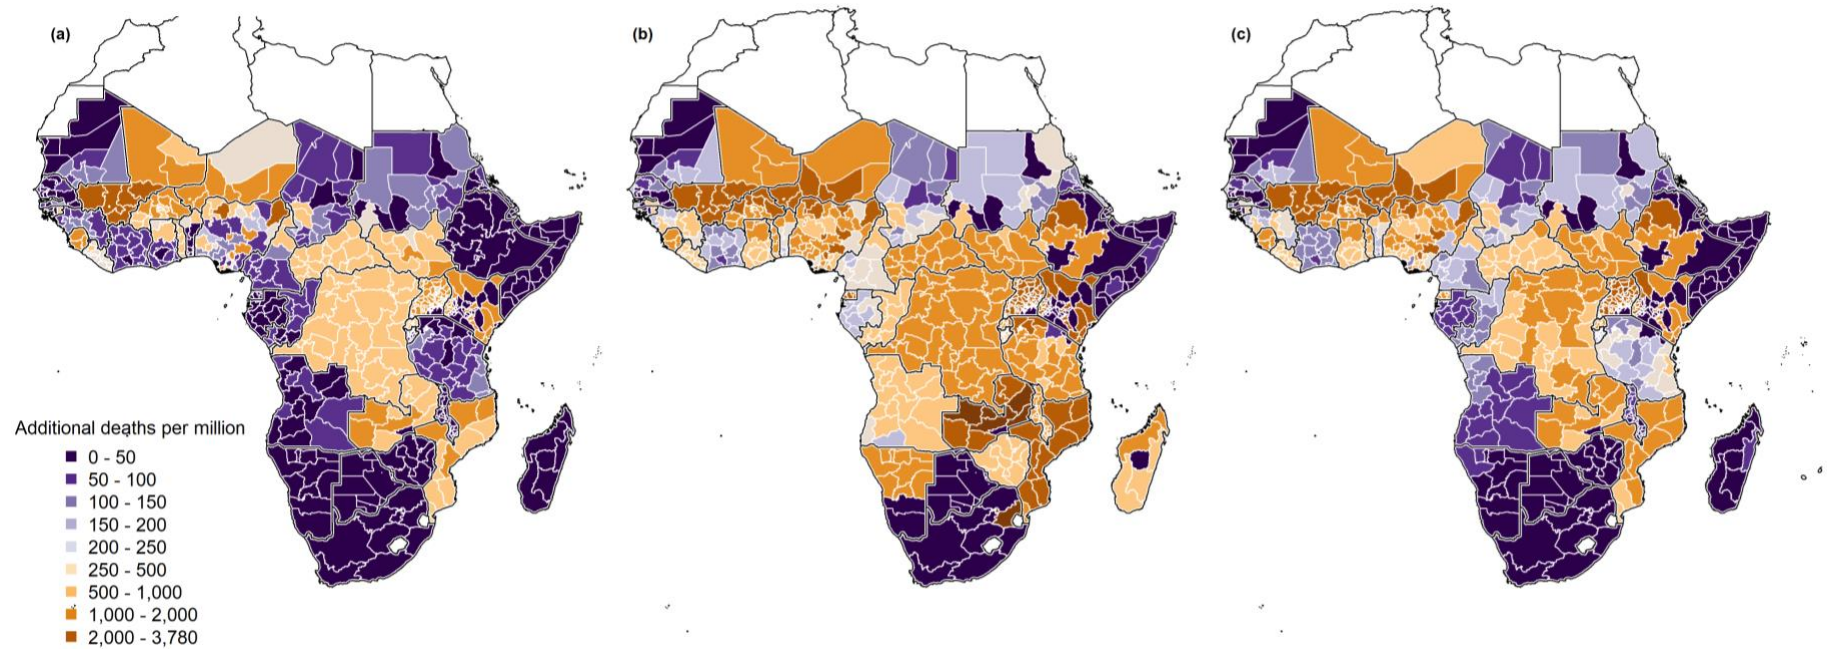 (a)
(b)
(c)
Additional deaths per million
0 - 50
50 - 100
100 - 150
150 - 200
200 - 250
250 - 500
500 - 1,000
1,000 - 2,000
2,000 - 3,780